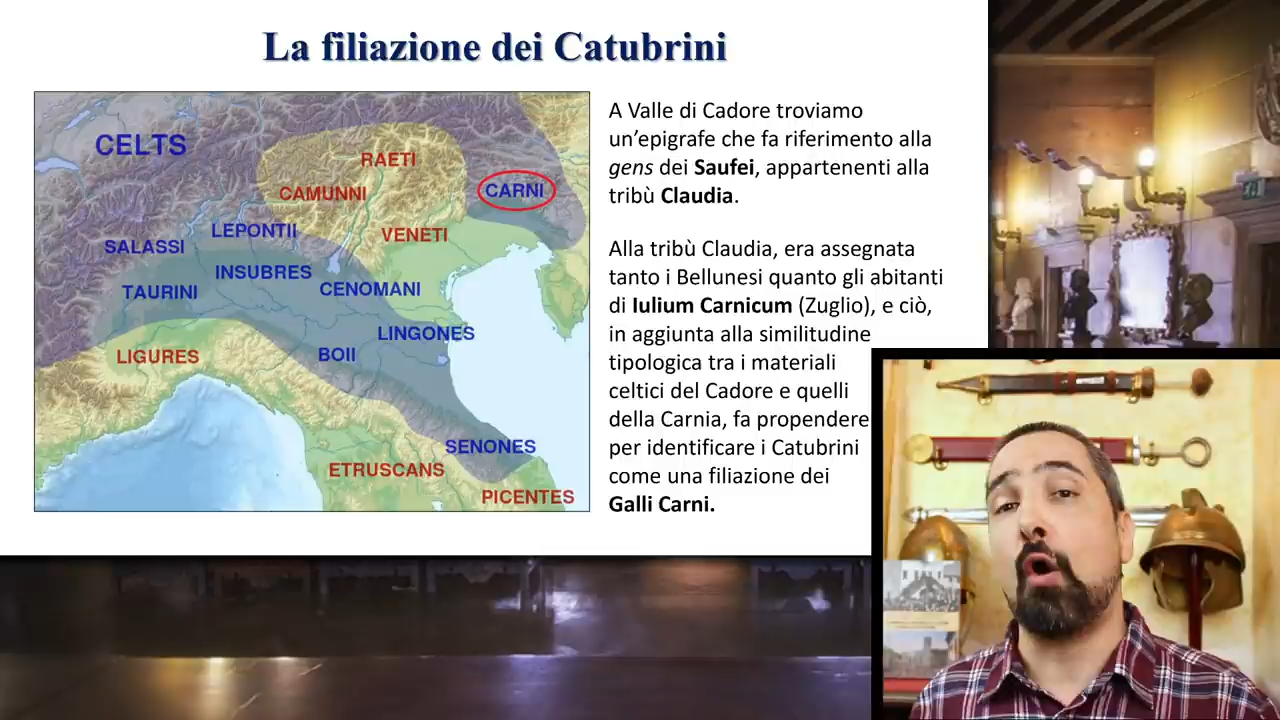 La filiazione dei Catubrini
CELTS
RAETI
CAMUNNI
CARNI
LEPONTII
VENETI
SALASSI
INSUBRES
TAURINI
CENOMANI
LINGONES
LIGURES
BOII
SENONES
ETRUSCANS
PICENTES
A Valle di Cadore troviamo
un’epigrafe che fa riferimento alla
gens dei Saufei, appartenenti alla
tribù Claudia.
Alla tribù Claudia, era assegnata
tanto i Bellunesi quanto gli abitanti
di Iulium Carnicum (Zuglio), e ciò,
in aggiunta alla similitudine
tipologica tra i materiali
celtici del Cadore e quelli
della Carnia, fa propendere
per identificare i Catubrini
come una filiazione dei
Galli Carni.